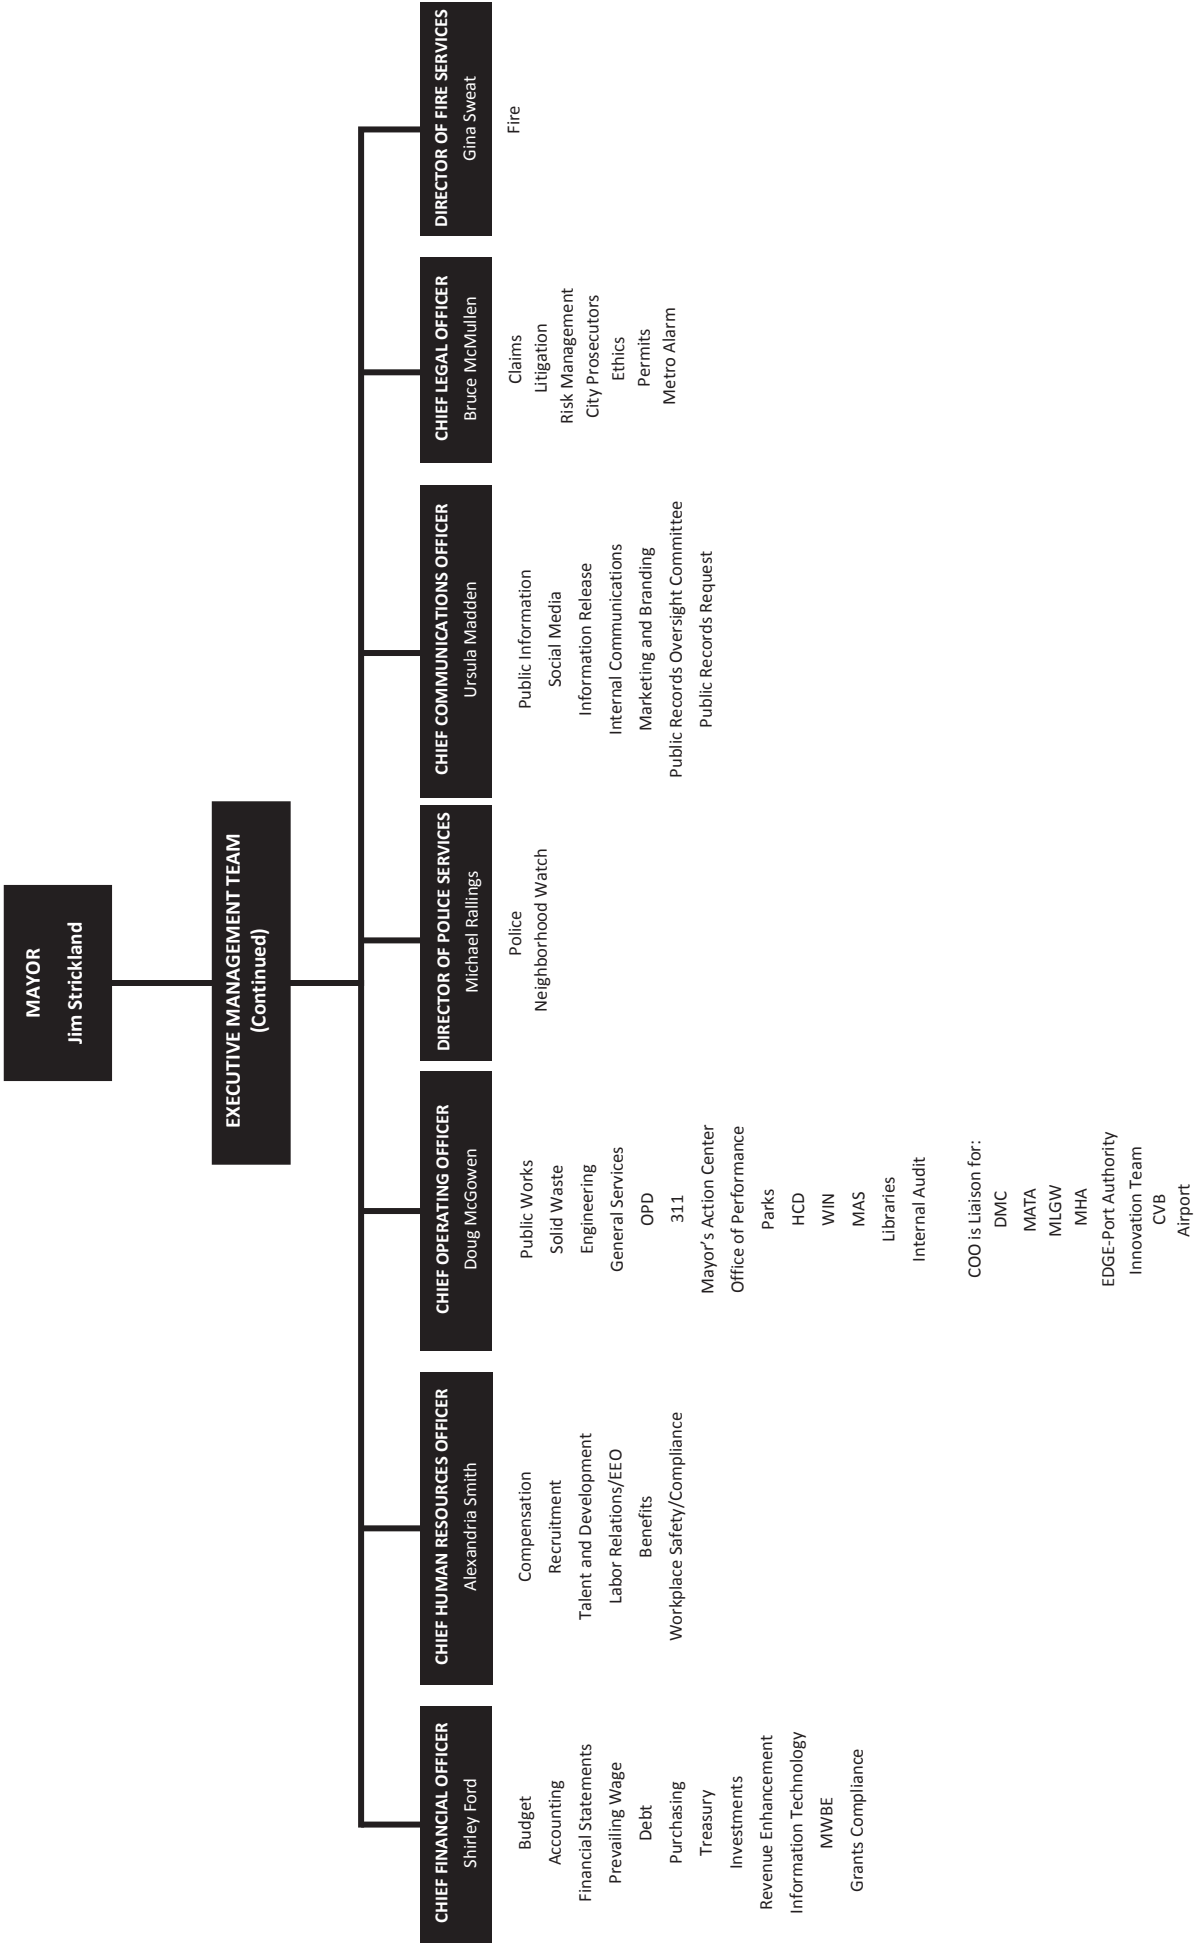 MAYOR
Jim Strickland
EXECUTIVE MANAGEMENT TEAM
(Continued)
CHIEF FINANCIAL OFFICER
Shirley Ford
Budget
Accounting
Financial Statements
Prevailing Wage
Debt
Purchasing
Treasury
Investments
Revenue Enhancement
Information Technology
MWBE
Grants Compliance
CHIEF HUMAN RESOURCES OFFICER
Alexandria Smith
Compensation
Recruitment
Talent and Development
Labor Relations/EEO
Benefits
Workplace Safety/Compliance
CHIEF OPERATING OFFICER
Doug McGowen
Public Works
Solid Waste
Engineering
General Services
OPD
311
Mayor's Action Center
Office of Performance
Parks
HCD
WIN
MAS
Libraries
Internal Audit
COO is Liaison for:
DMC
MATA
MLGW
MHA
EDGE-Port Authority
Innovation Team
CVB
Airport
DIRECTOR OF POLICE SERVICES
Michael Rallings
Police
Neighborhood Watch
CHIEF COMMUNICATIONS OFFICER
Ursula Madden
Public Information
Social Media
Information Release
Internal Communications
Marketing and Branding
Public Records Oversight Committee
Public Records Request
CHIEF LEGAL OFFICER
Bruce McMullen
Claims
Litigation
Risk Management
City Prosecutors
Ethics
Permits
Metro Alarm
DIRECTOR OF FIRE SERVICES
Gina Sweat
Fire